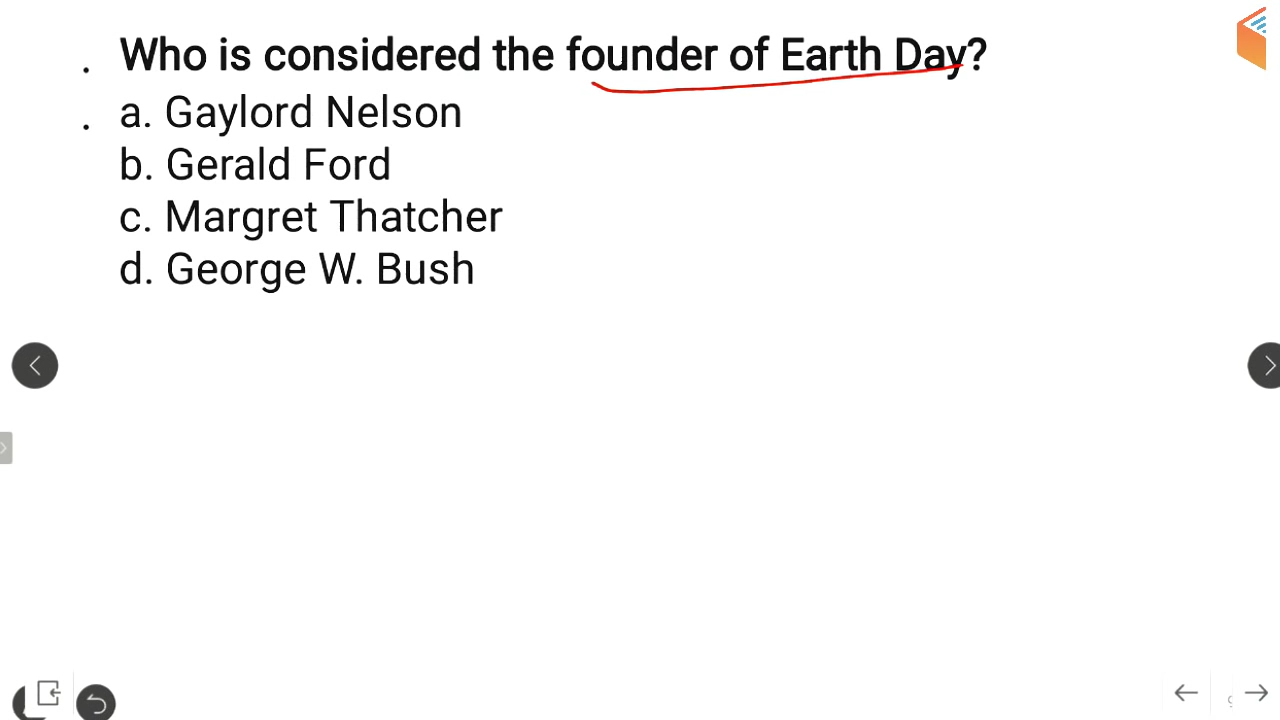 . Who is considered the founder of Earth Day?
. a. Gaylord Nelson
b. Gerald Ford
c. Margret Thatcher
d. George W. Bush